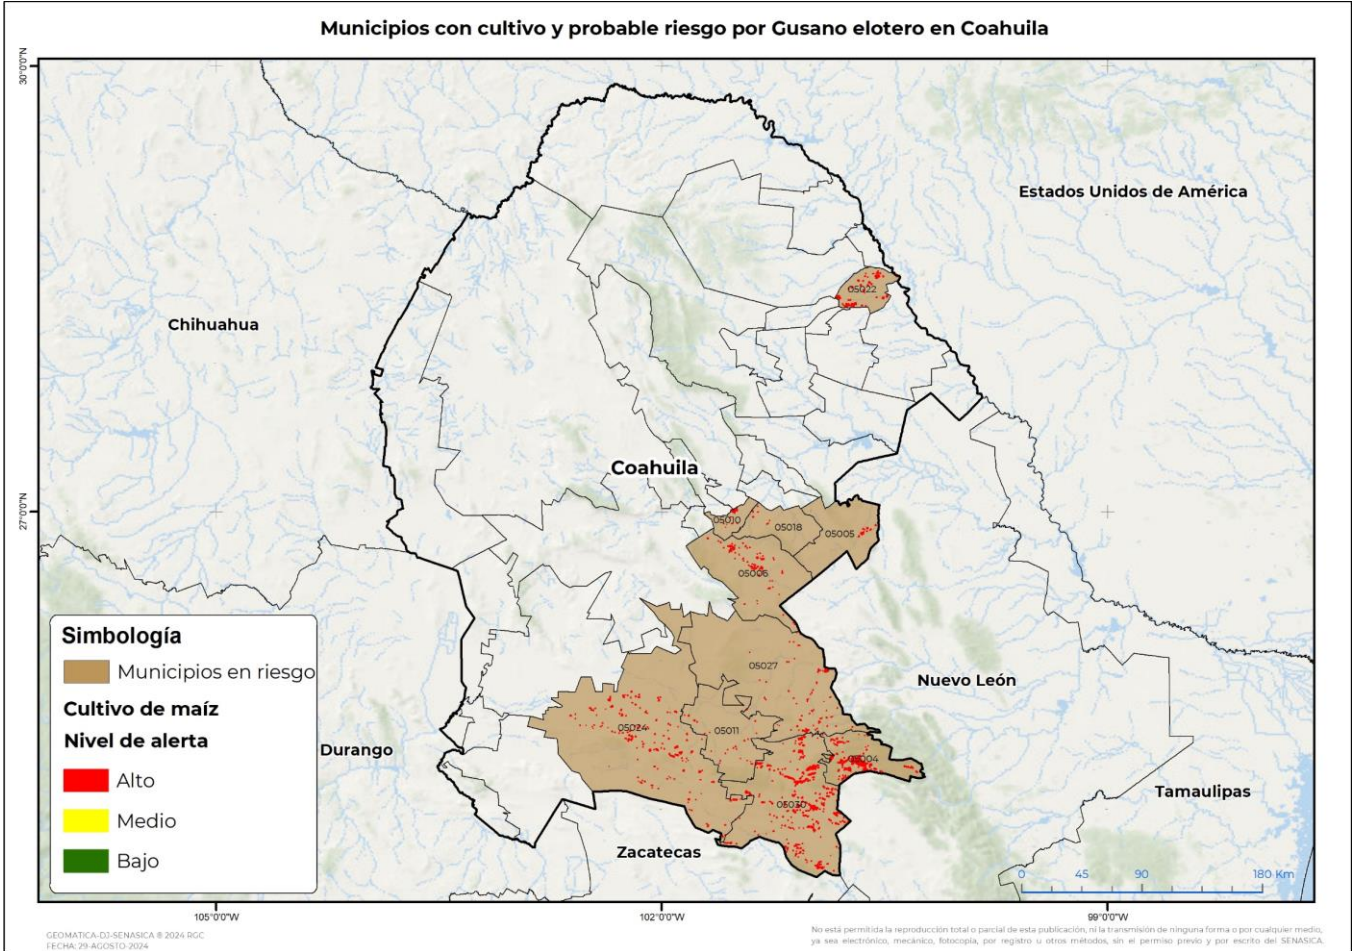 Municipios con cultivo y probable riesgo por Gusano elotero en Coahuila
30°0'0"N
Estados Unidos de América
05022
Chihuahua
Coahuila
27°0'0"N
05010
05018
05005
05006
Simbología
Municipios en riesgo
Cultivo de maíz
Nivel de alerta
Alto
Medio
Bajo
05027
Nuevo León
05024
05011
Durango
05004
Tamaulipas
05030
Zacatecas
0 45 90 180 Km
105°0'0"W
102°0'0"W
99°0'0"W
GEOMATICA-DJ-SENASICA ® 2024 RGC
FECHA: 29-AGOSTO-2024
No está permitida la reproducción total o parcial de esta publicación, ni la transmisión de ninguna forma o por cualquier medio,
ya sea electrónico, mecánico, fotocopia, por registro u otros métodos, sin el permiso previo y por escrito del SENASICA.